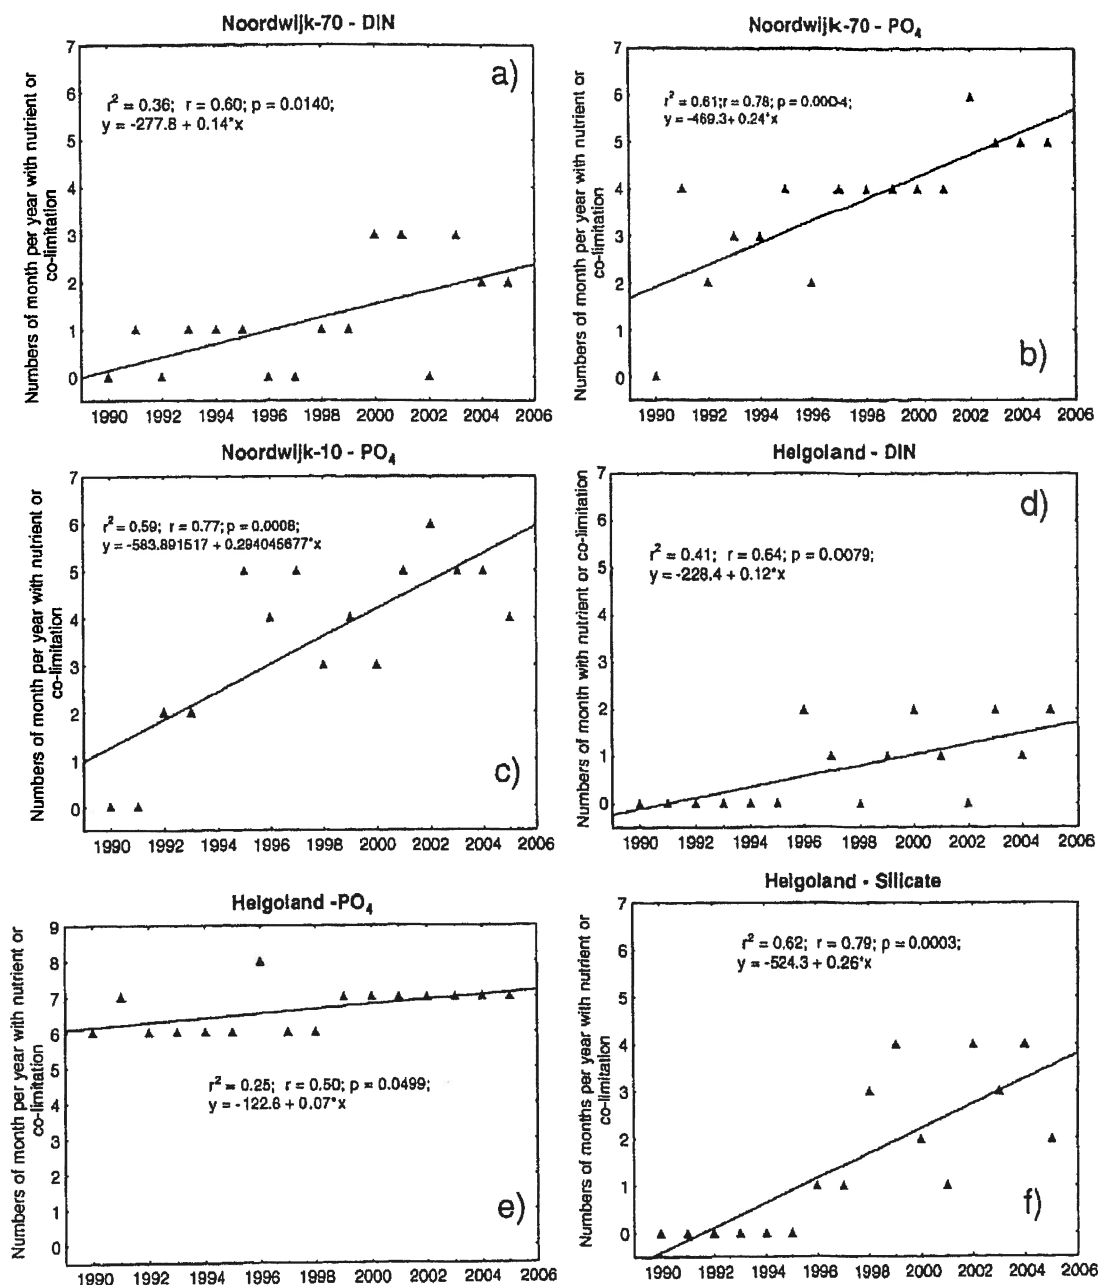 Noordwijk-70 - DIN
Numbers of month per year with nutrient or
co-limitation
7
6
5
4
3
2
1
0
a)
r² = 0.36; r = 0.60; p = 0.0140;
y = -277.8 + 0.14*x
1990 1992 1994 1996 1998 2000 2002 2004 2006
Noordwijk-70 - PO₄
Numbers of month per year with nutrient or
co-limitation
7
6
5
4
3
2
1
0
r² = 0.61; r = 0.78; p = 0.0004;
y = -469.3+ 0.24*x
b)
1990 1992 1994 1996 1998 2000 2002 2004 2006
Noordwijk-10 - PO₄
Numbers of month per year with nutrient or
co-limitation
7
6
5
4
3
2
1
0
r² = 0.59; r = 0.77; p = 0.0008;
y = -583.891517 + 0.294045677*x
c)
1990 1992 1994 1996 1998 2000 2002 2004 2006
Helgoland - DIN
Numbers of month with nutrient or co-limitation
7
6
5
4
3
2
1
0
d)
r² = 0.41; r = 0.64; p = 0.0079;
y = -228.4 + 0.12*x
1990 1992 1994 1996 1998 2000 2002 2004 2006
Helgoland -PO₄
Numbers of month per year with nutrient or
co-limitation
9
8
7
6
5
4
3
2
1
0
r² = 0.25; r = 0.50; p = 0.0499;
y = -122.6 + 0.07*x
e)
1990 1992 1994 1996 1998 2000 2002 2004 2006
Helgoland - Silicate
Numbers of months per year with nutrient or
co-limitation
7
6
5
4
3
2
1
0
r² = 0.62; r = 0.79; p = 0.0003;
y = -524.3 + 0.26*x
f)
1990 1992 1994 1996 1998 2000 2002 2004 2006